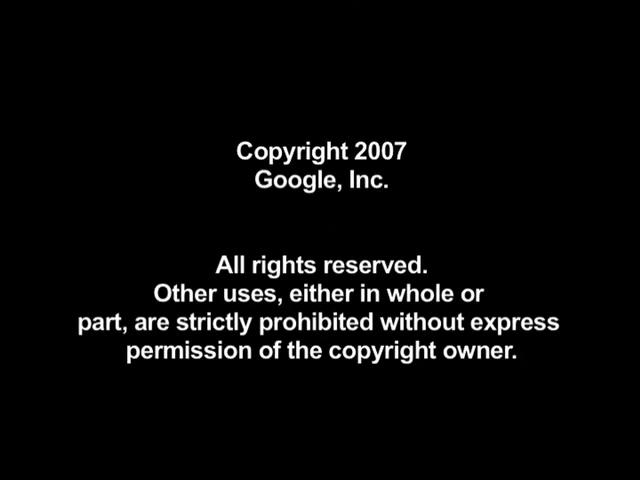 Copyright 2007
Google, Inc.
All rights reserved.
Other uses, either in whole or
part, are strictly prohibited without express
permission of the copyright owner.